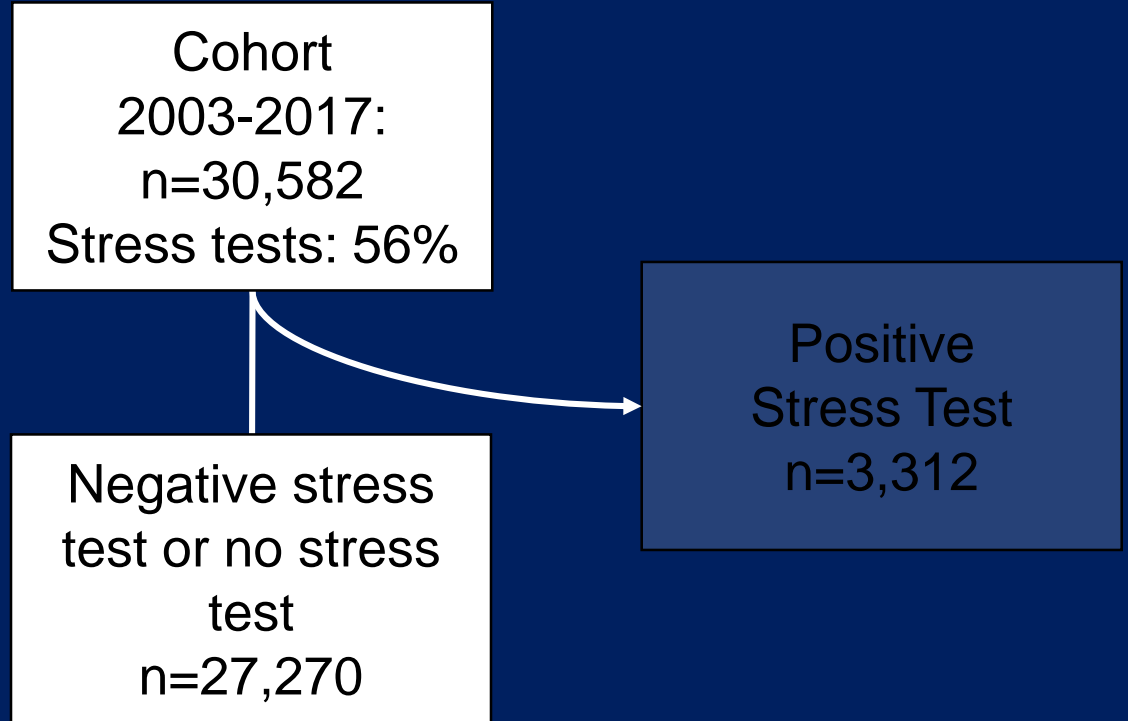 Cohort
2003-2017:
n=30,582
Stress tests: 56%
Positive
Stress Test
n=3,312
Negative stress
test or no stress
test
n=27,270